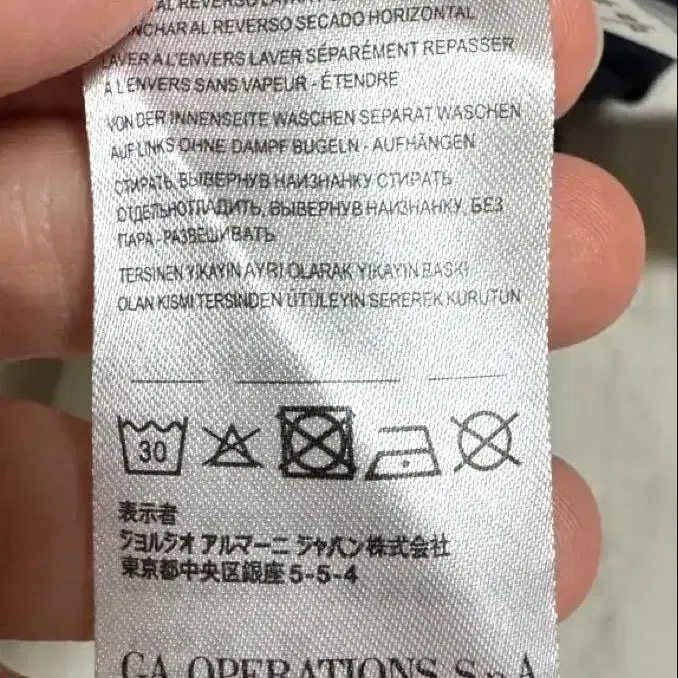 AL REVERSO
NCHAR AL REVERSO SECADO HORIZONTAL
LAVER A L'ENVERS LAVER SÉPARÉMENT REPASSER
A L'ENVERS SANS VAPEUR - ÉTENDRE
VON DER INNENSEITE WASCHEN SEPARAT WASCHEN
AUF LINKS OHNE DAMPF BUGELN - AUFHÄNGEN
СТИРАТЬ, ВЫВЕРНУВ НАИЗНАНКУ СТИРАТЬ
ОТДЕЛЬНОГЛАДИТЬ, ВЫВЕРНУВ НАИЗНАНКУ, БЕЗ
ПАРА - РАЗВЕШИВАТЬ
TERSINEN YIKAYIN AYRI OLARAK YIKAYIN BASKI
OLAN KISMI TERSINDEN ÜTÜLEYIN SEREREK KURUTUN
30
表示者
ジョルジオ アルマーニ ジャパン株式会社
東京都中央区銀座 5-5-4
GA OPERATIONS S.p.A